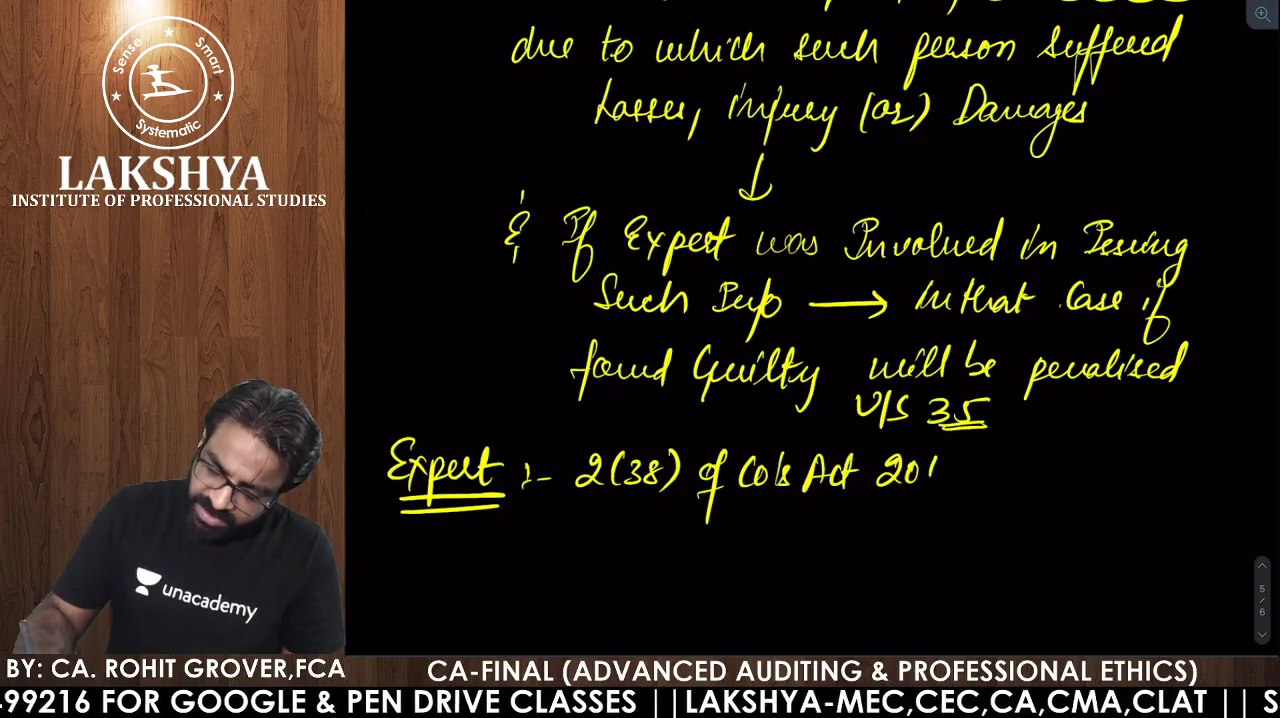 Sense
Smart
Systematic
LAKSHYA
INSTITUTE OF PROFESSIONAL STUDIES
due to which such person suffered
Losses, injury (or) Damages
& If Expert was Involved in Issuing
Such Info → In that Case if
found Guilty will be penalised
U/S 35
Expert :- 2(38) of Co's Act 201
unacademy
5
/
6
BY: CA. ROHIT GROVER,FCA
CA-FINAL (ADVANCED AUDITING & PROFESSIONAL ETHICS)
-99216 FOR GOOGLE & PEN DRIVE CLASSES ||LAKSHYA-MEC,CEC,CA,CMA,CLAT || S